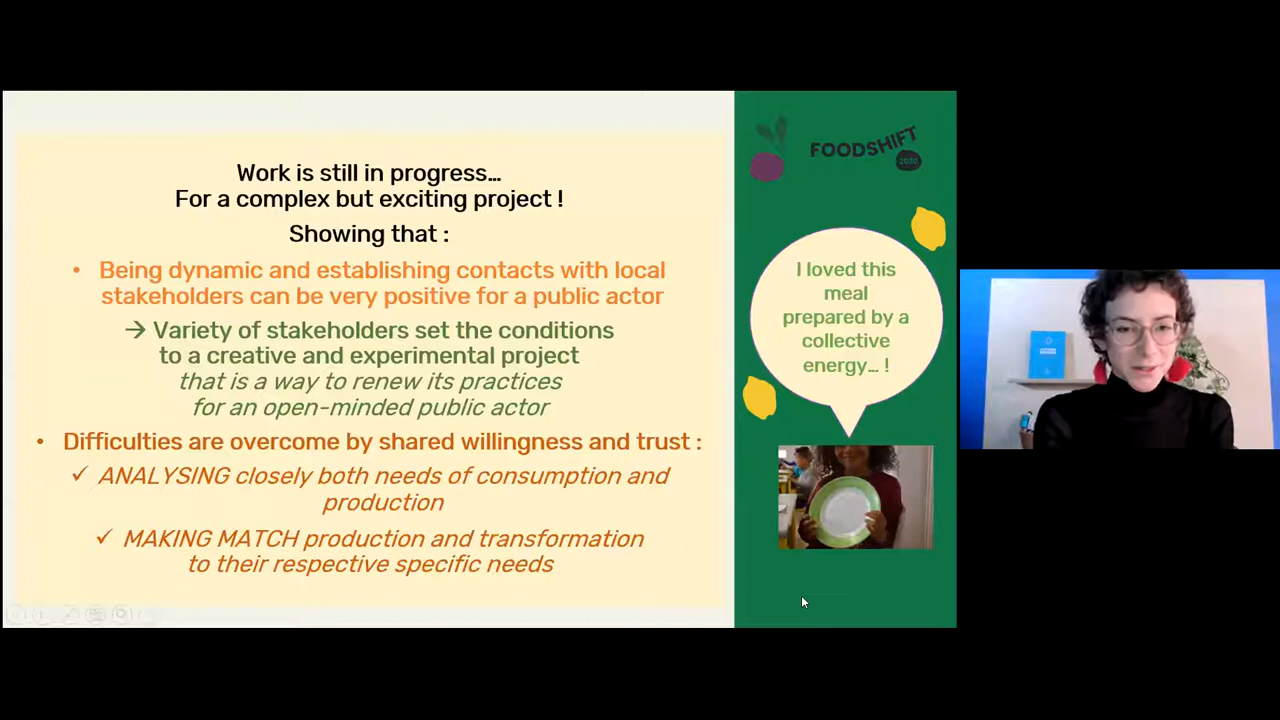 Work is still in progress…
For a complex but exciting project !
Showing that :
• Being dynamic and establishing contacts with local
stakeholders can be very positive for a public actor
→ Variety of stakeholders set the conditions
to a creative and experimental project
that is a way to renew its practices
for an open-minded public actor
• Difficulties are overcome by shared willingness and trust :
✓ ANALYSING closely both needs of consumption and
production
✓ MAKING MATCH production and transformation
to their respective specific needs
FOODSHIFT
2030
I loved this
meal
prepared by a
collective
energy… !